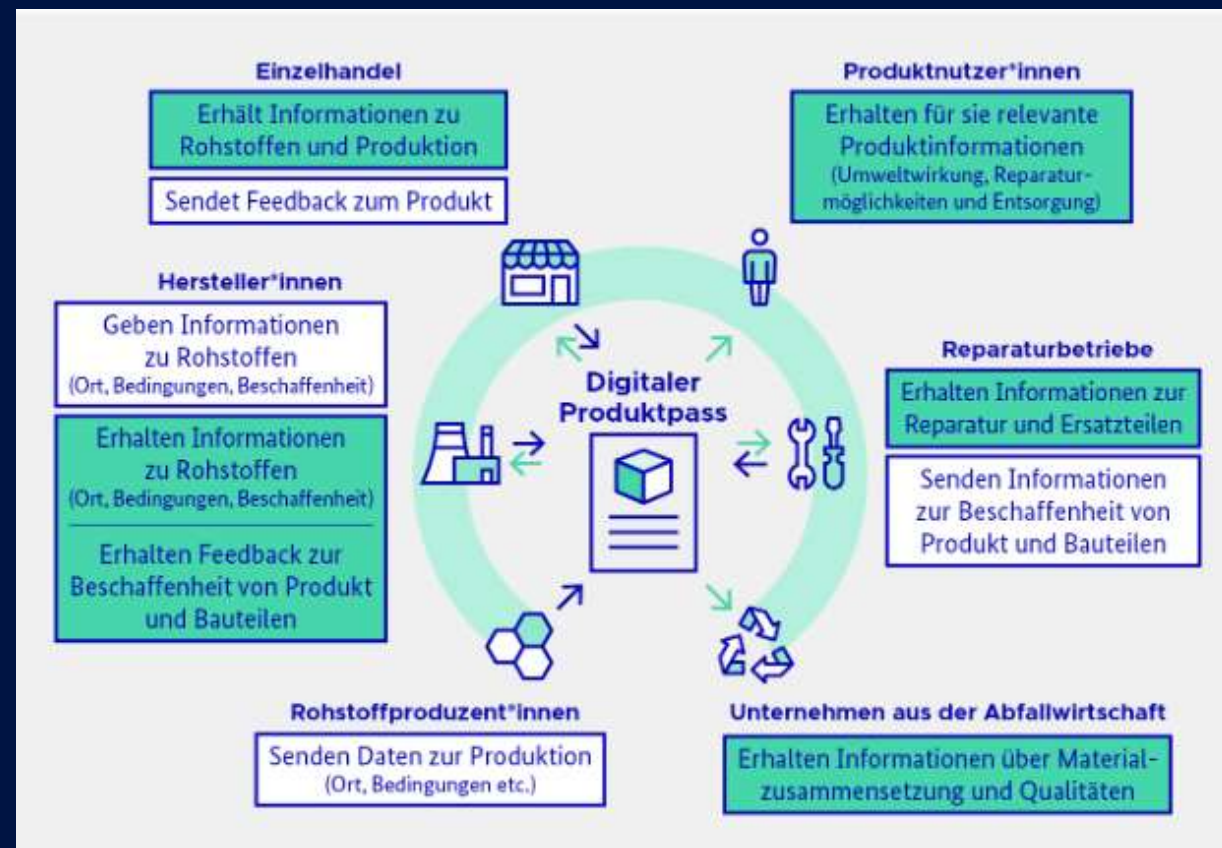 Einzelhandel
Erhält Informationen zu
Rohstoffen und Produktion
Sendet Feedback zum Produkt
Produktnutzer*innen
Erhalten für sie relevante
Produktinformationen
(Umweltwirkung, Reparatur-
möglichkeiten und Entsorgung)
Hersteller*innen
Geben Informationen
zu Rohstoffen
(Ort, Bedingungen, Beschaffenheit)
Erhalten Informationen
zu Rohstoffen
(Ort, Bedingungen, Beschaffenheit)
Erhalten Feedback zur
Beschaffenheit von Produkt
und Bauteilen
Digitaler
Produktpass
Reparaturbetriebe
Erhalten Informationen zur
Reparatur und Ersatzteilen
Senden Informationen
zur Beschaffenheit von
Produkt und Bauteilen
Rohstoffproduzent*innen
Senden Daten zur Produktion
(Ort, Bedingungen etc.)
Unternehmen aus der Abfallwirtschaft
Erhalten Informationen über Material-
zusammensetzung und Qualitäten